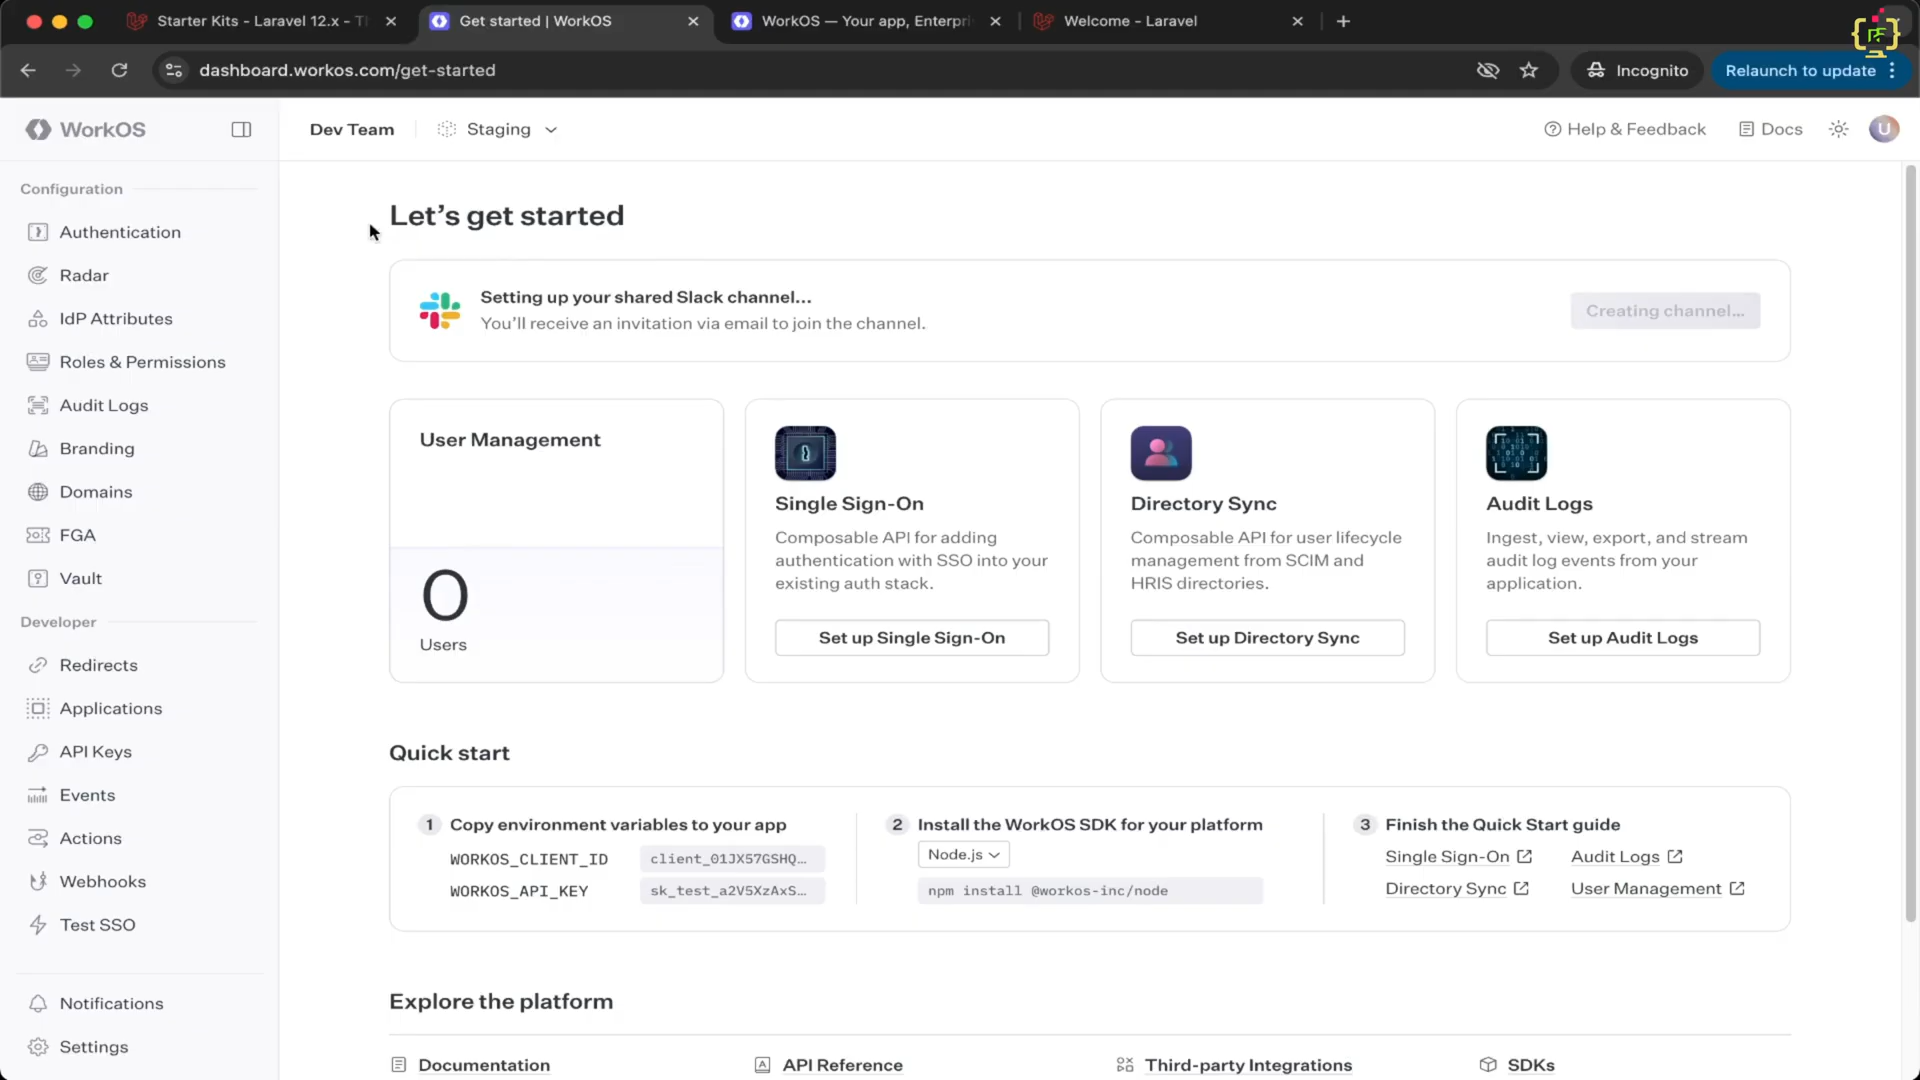 Starter Kits - Laravel 12.x - Th
Get started | WorkOS
WorkOS — Your app, Enterpri
Welcome - Laravel
dashboard.workos.com/get-started
Incognito
Relaunch to update
WorkOS
Dev Team
Staging
Help & Feedback
Docs
U
Configuration
Authentication
Radar
IdP Attributes
Roles & Permissions
Audit Logs
Branding
Domains
FGA
Vault
Developer
Redirects
Applications
API Keys
Events
Actions
Webhooks
Test SSO
Notifications
Settings
Let's get started
Setting up your shared Slack channel...
You'll receive an invitation via email to join the channel.
Creating channel...
User Management
0
Users
Single Sign-On
Composable API for adding
authentication with SSO into your
existing auth stack.
Set up Single Sign-On
Directory Sync
Composable API for user lifecycle
management from SCIM and
HRIS directories.
Set up Directory Sync
Audit Logs
Ingest, view, export, and stream
audit log events from your
application.
Set up Audit Logs
Quick start
1 Copy environment variables to your app
WORKOS_CLIENT_ID client_01JX57GSHQ...
WORKOS_API_KEY sk_test_a2V5XzAxS...
2 Install the WorkOS SDK for your platform
Node.js
npm install @workos-inc/node
3 Finish the Quick Start guide
Single Sign-On Audit Logs
Directory Sync User Management
Explore the platform
Documentation
API Reference
Third-party Integrations
SDKs